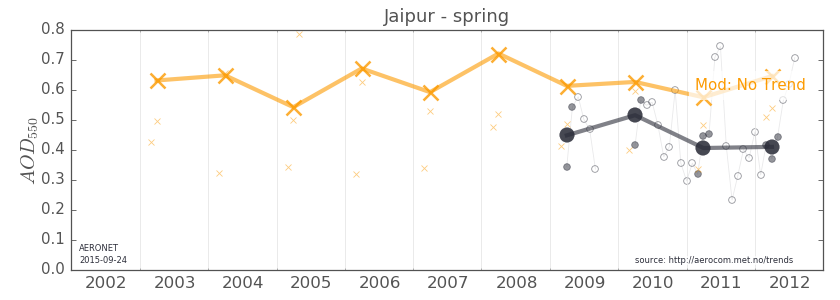 Jaipur - spring
0.8
0.7
0.6
0.5
0.4
0.3
0.2
0.1
0.0
AOD550
Mod: No Trend
AERONET
2015-09-24
source: http://aerocom.met.no/trends
2002 2003 2004 2005 2006 2007 2008 2009 2010 2011 2012